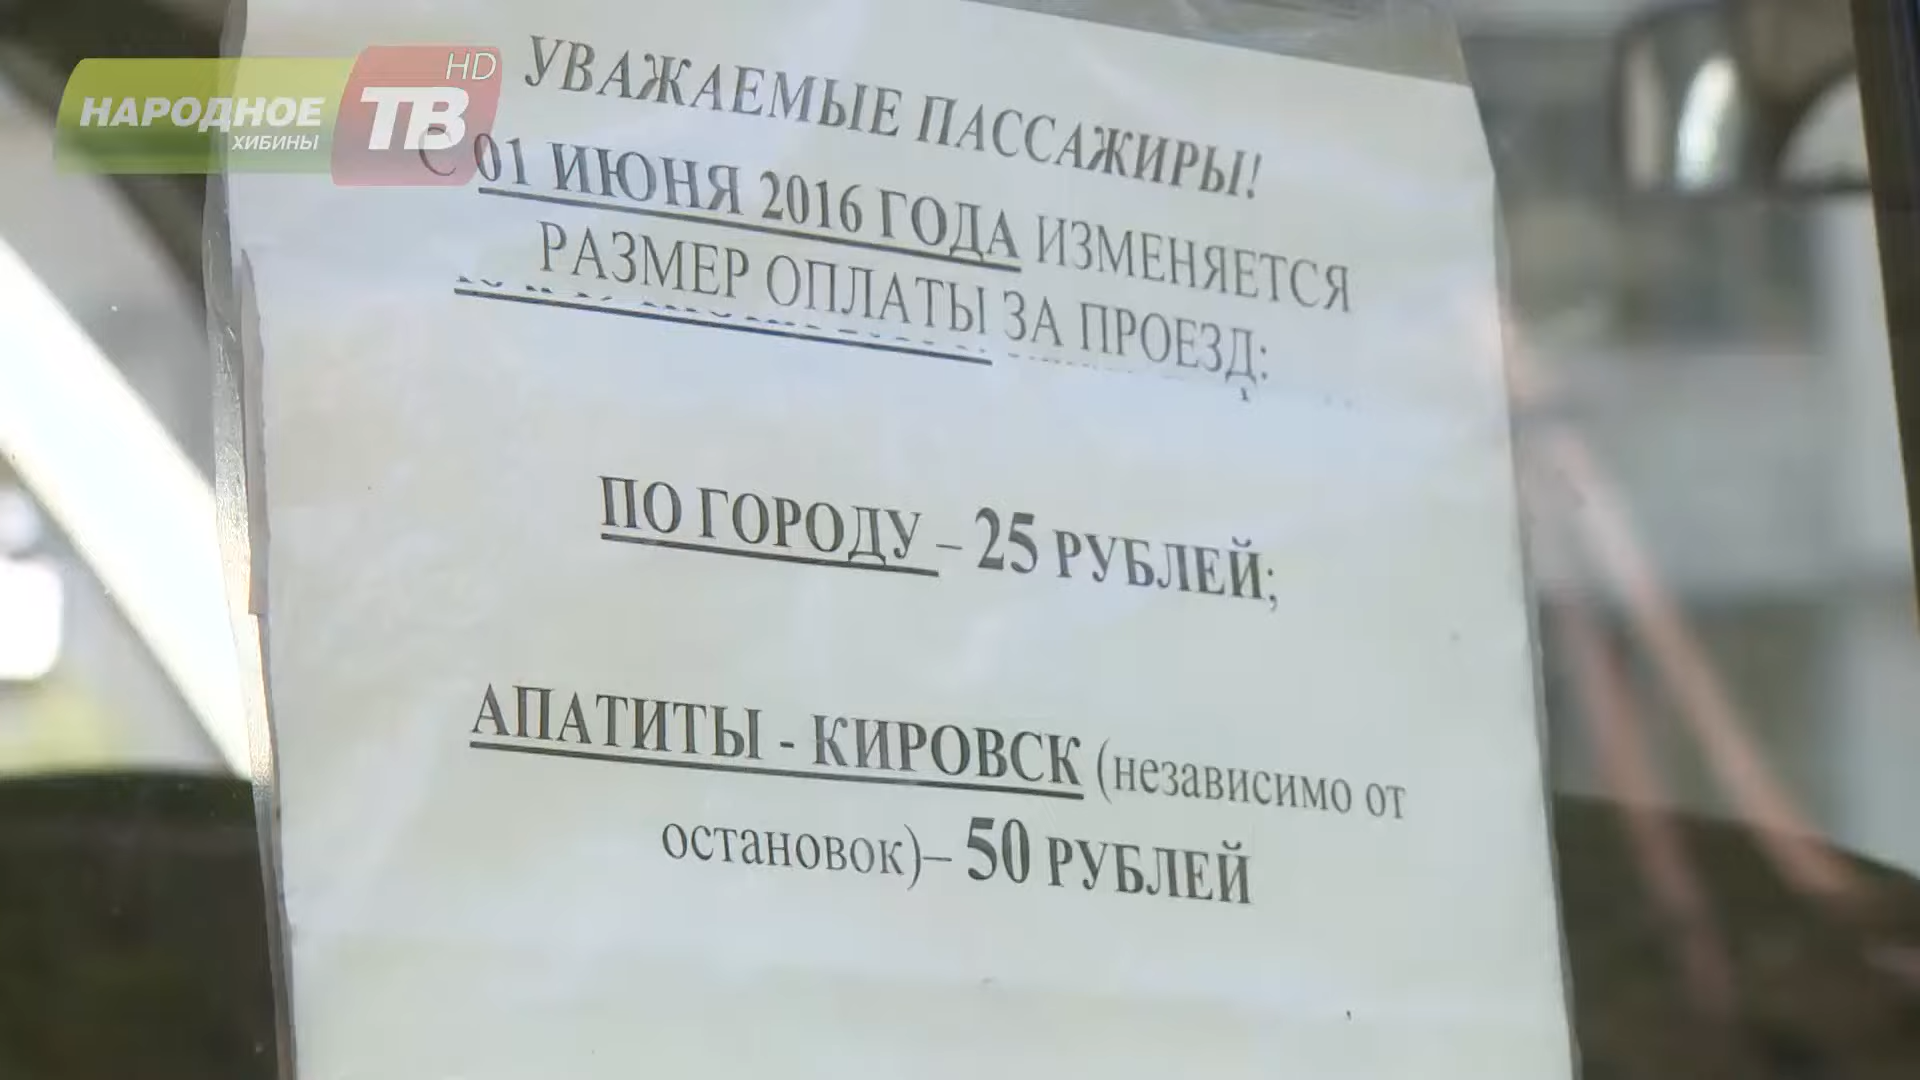 НАРОДНОЕ
ХИБИНЫ
ТВ
HD
УВАЖАЕМЫЕ ПАССАЖИРЫ!
С 01 ИЮНЯ 2016 ГОДА ИЗМЕНЯЕТСЯ
РАЗМЕР ОПЛАТЫ ЗА ПРОЕЗД:
ПО ГОРОДУ – 25 РУБЛЕЙ;
АПАТИТЫ - КИРОВСК (независимо от
остановок)– 50 РУБЛЕЙ